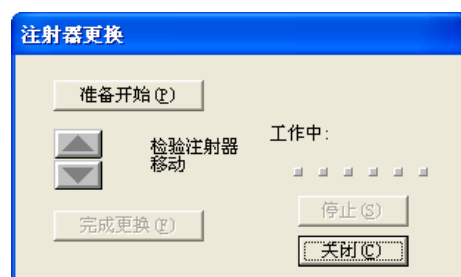 注射器更换
准备开始(P)
检验注射器
移动
工作中:
停止(S)
完成更换(F)
关闭(C)